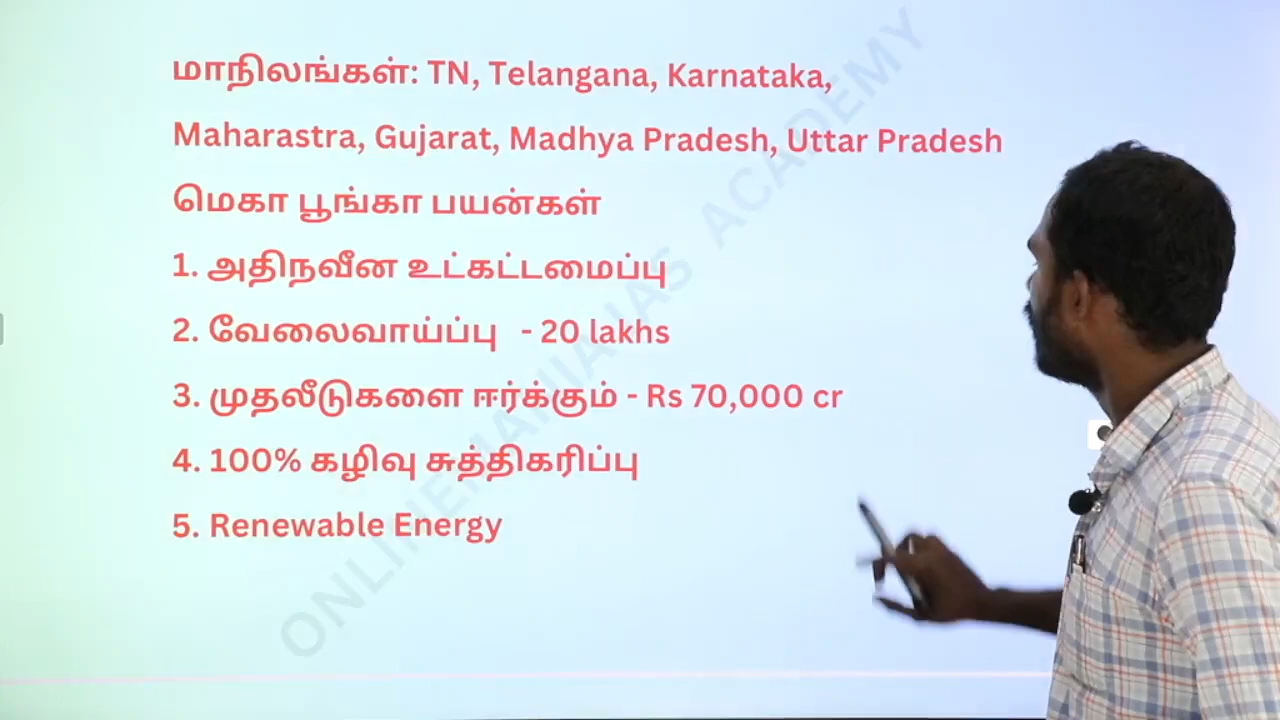 மாநிலங்கள்: TN, Telangana, Karnataka,
Maharastra, Gujarat, Madhya Pradesh, Uttar Pradesh
மெகா பூங்கா பயன்கள்
1. அதிநவீன உட்கட்டமைப்பு
2. வேலைவாய்ப்பு - 20 lakhs
3. முதலீடுகளை ஈர்க்கும் - Rs 70,000 cr
4. 100% கழிவு சுத்திகரிப்பு
5. Renewable Energy
ACADEMY